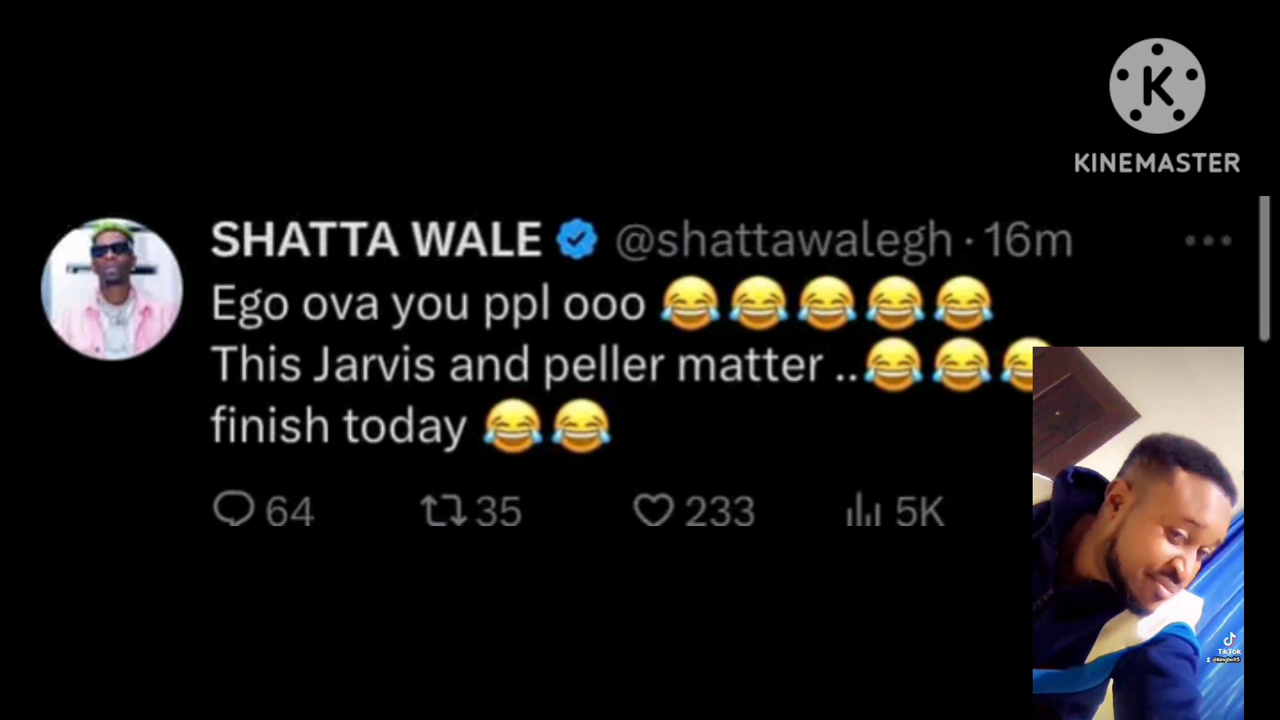 K
KINEMASTER
SHATTA WALE @shattawalegh · 16m
Ego ova you ppl ooo 😂😂😂😂😂
This Jarvis and peller matter ..😂😂😂
finish today 😂😂
64 35 233 5K
TikTok